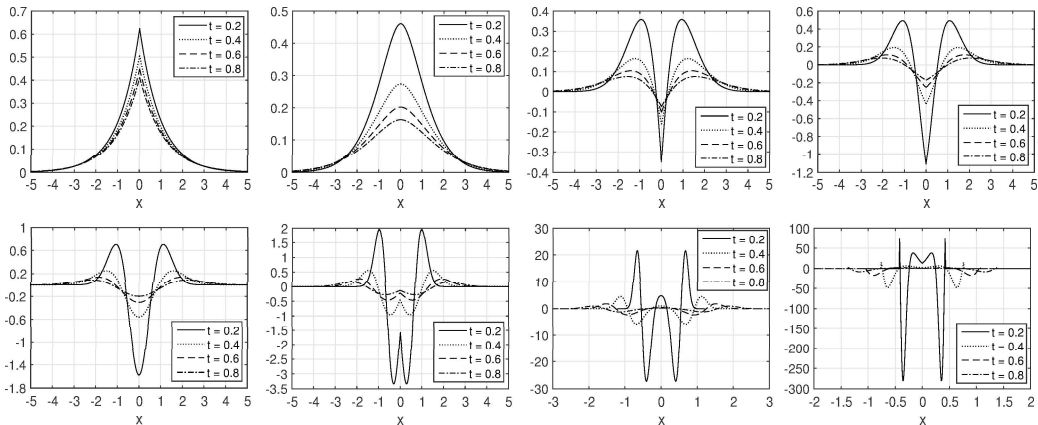 0.7
0.6
0.5
0.4
0.3
0.2
0.1
0
t = 0.2
t = 0.4
t = 0.6
t = 0.8
-5 -4 -3 -2 -1 0 1 2 3 4 5
X
0.5
0.4
0.3
0.2
0.1
0
t = 0.2
t = 0.4
t = 0.6
t = 0.8
-5 -4 -3 -2 -1 0 1 2 3 4 5
X
0.4
0.3
0.2
0.1
0
-0.1
-0.2
-0.3
-0.4
t = 0.2
t = 0.4
t = 0.6
t = 0.8
-5 -4 -3 -2 -1 0 1 2 3 4 5
X
0.6
0.4
0.2
0
-0.2
-0.4
-0.6
-0.8
-1
-1.2
t = 0.2
t = 0.4
t = 0.6
t = 0.8
-5 -4 -3 -2 -1 0 1 2 3 4 5
X
1
0.6
0.2
-0.2
-0.6
-1
-1.4
-1.8
t = 0.2
t = 0.4
t = 0.6
t = 0.8
-5 -4 -3 -2 -1 0 1 2 3 4 5
X
2
1.5
1
0.5
0
-0.5
-1
-1.5
-2
-2.5
-3
-3.5
t = 0.2
t = 0.4
t = 0.6
t = 0.8
-5 -4 -3 -2 -1 0 1 2 3 4 5
X
30
20
10
0
-10
-20
-30
t = 0.2
t = 0.4
t = 0.6
t = 0.8
-3 -2 -1 0 1 2 3
X
100
50
0
-50
-100
-150
-200
-250
-300
t = 0.2
t - 0.4
t = 0.6
t = 0.8
-2 -1.5 -1 -0.5 0 0.5 1 1.5 2
X